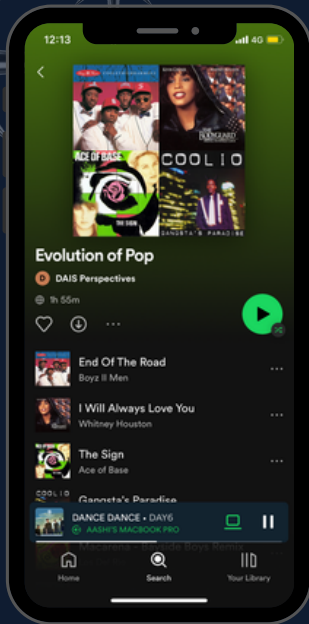 12:13
4G
THE
BODYGUARD
ACE OF BASE
THE SIGN
COOLIO
GANGSTA'S PARADISE
Evolution of Pop
D DAIS Perspectives
1h 55m
End Of The Road
Boyz II Men
I Will Always Love You
Whitney Houston
The Sign
Ace of Base
COOLIO
Gangsta's Paradise
DANCE DANCE • DAY6
AASHI'S MACBOOK PRO
Macarena - Bayside Boys Remix
Home
Search
Your Library